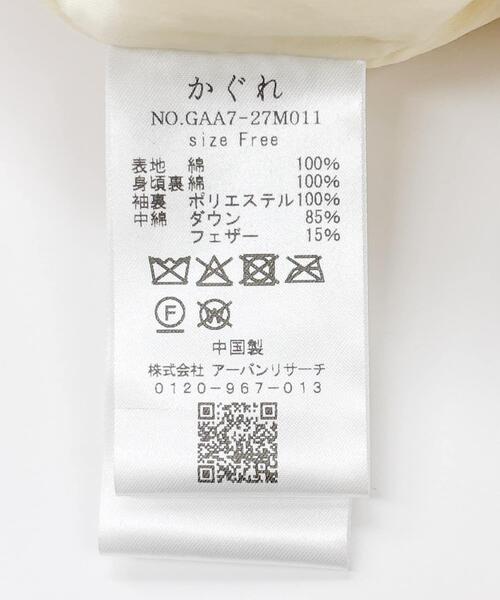 かぐれ
NO.GAA7-27M011
size Free
表地 綿 100%
身頃裏 綿 100%
袖裏 ポリエステル 100%
中綿 ダウン 85%
フェザー 15%
F W
中国製
株式会社 アーバンリサーチ
0120-967-013